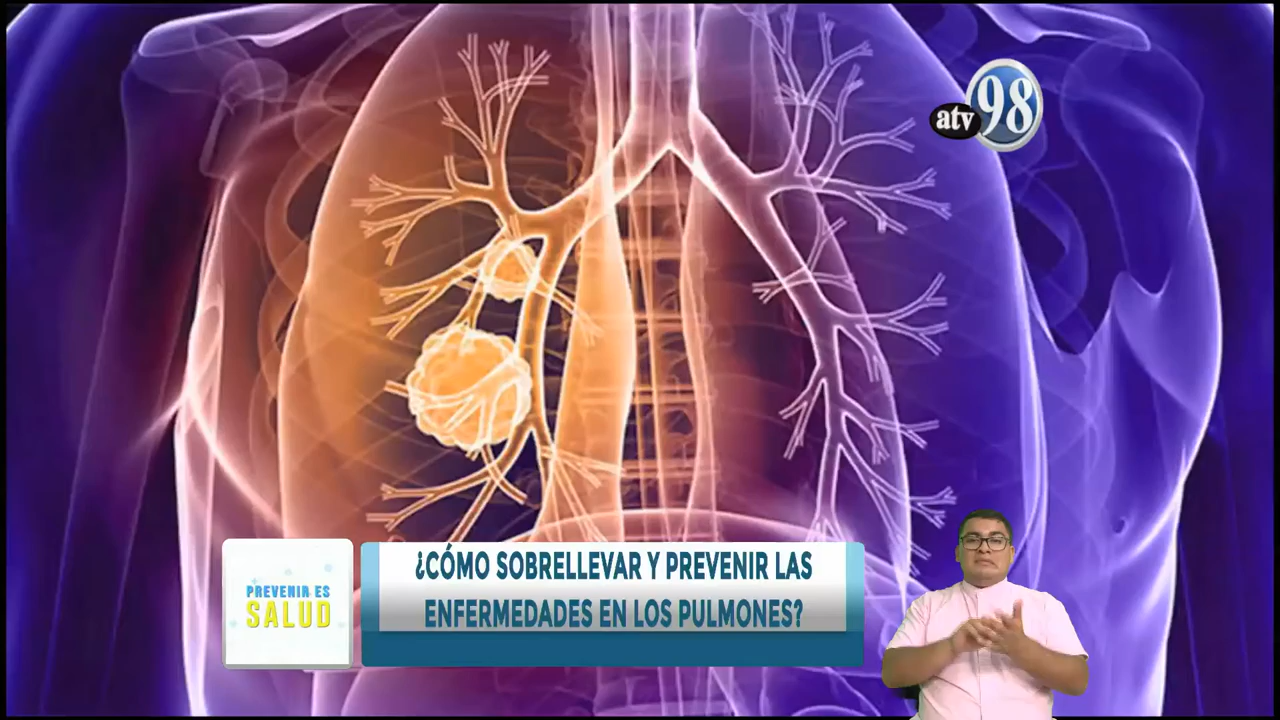 atv 98
PREVENIR ES
SALUD
¿CÓMO SOBRELLEVAR Y PREVENIR LAS
ENFERMEDADES EN LOS PULMONES?